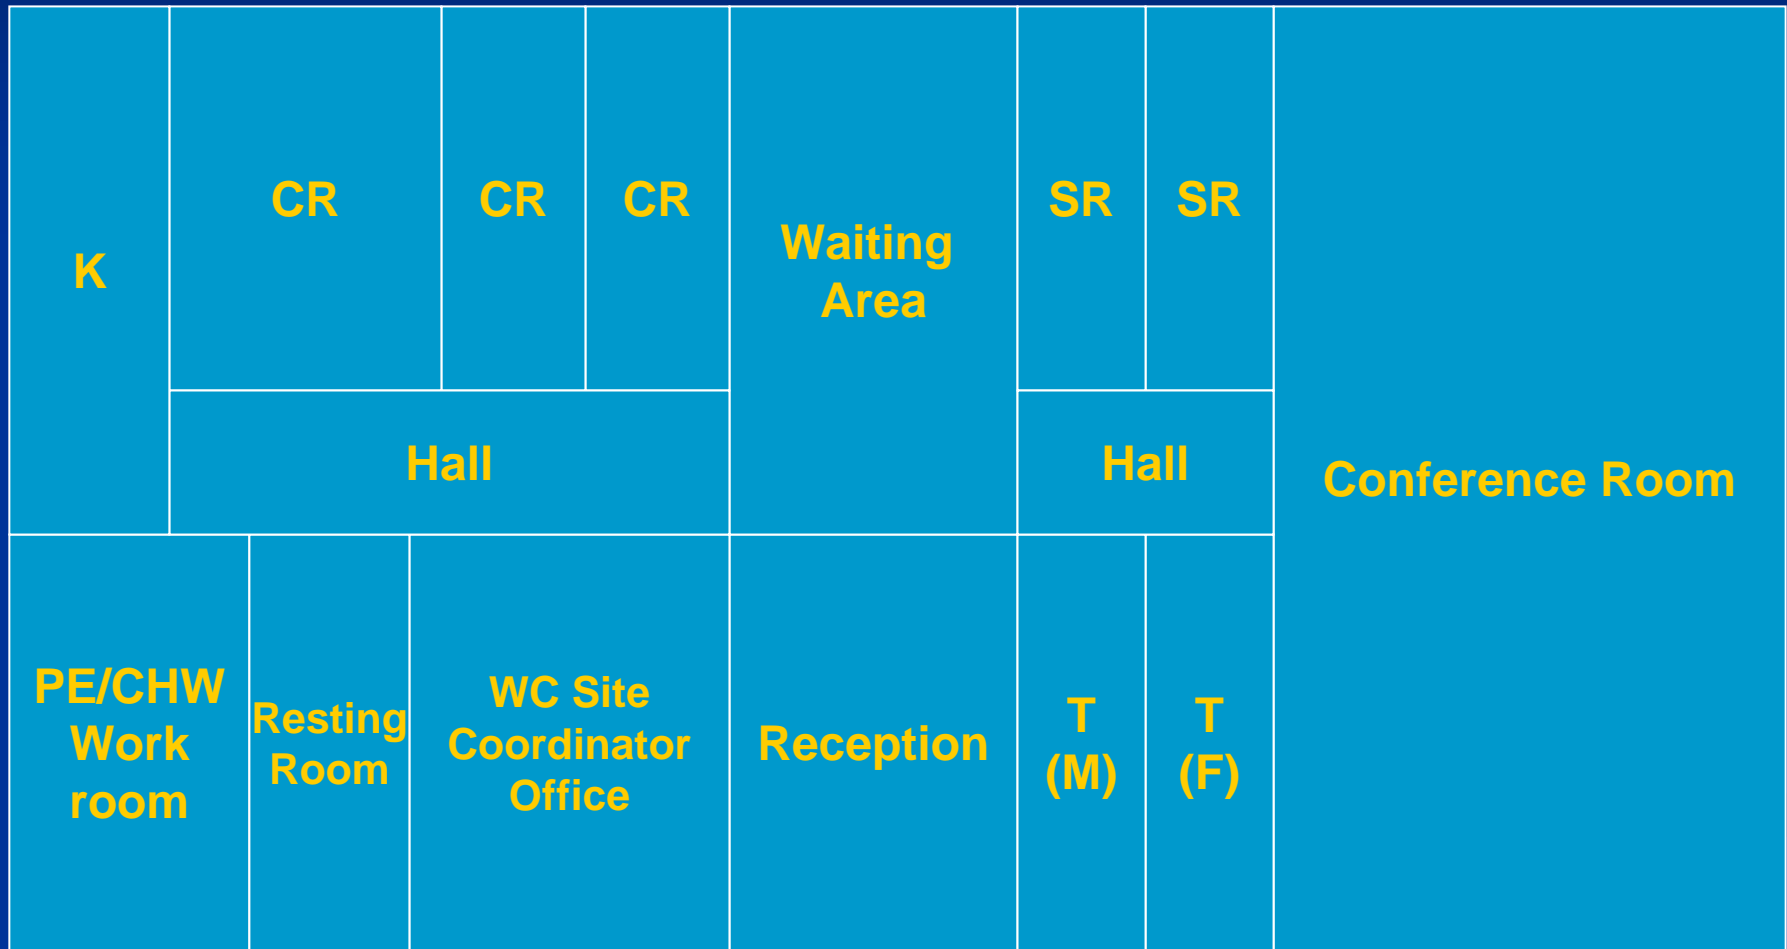 K
CR
CR
CR
Waiting
Area
SR
SR
Hall
Hall
Conference Room
PE/CHW
Work
room
Resting
Room
WC Site
Coordinator
Office
Reception
T
(M)
T
(F)